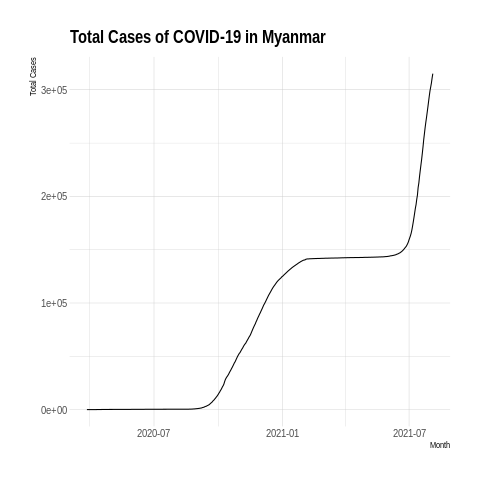 Total Cases of COVID-19 in Myanmar
Total Cases
3e+05
2e+05
1e+05
0e+00
2020-07 2021-01 2021-07
Month